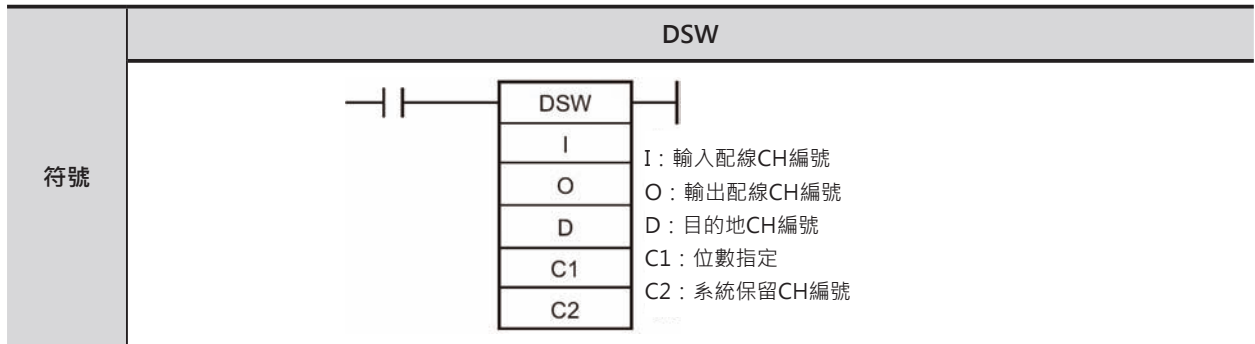 DSW
符號
DSW
I
O
D
C1
C2
I：輸入配線CH編號
O：輸出配線CH編號
D：目的地CH編號
C1：位數指定
C2：系統保留CH編號